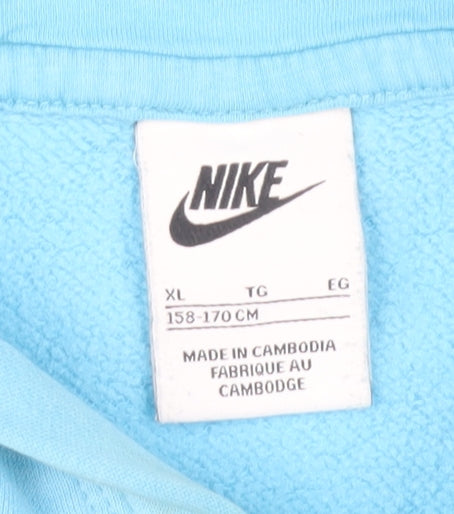 NIKE
XL TG EG
158-170 CM
MADE IN CAMBODIA
FABRIQUE AU
CAMBODGE